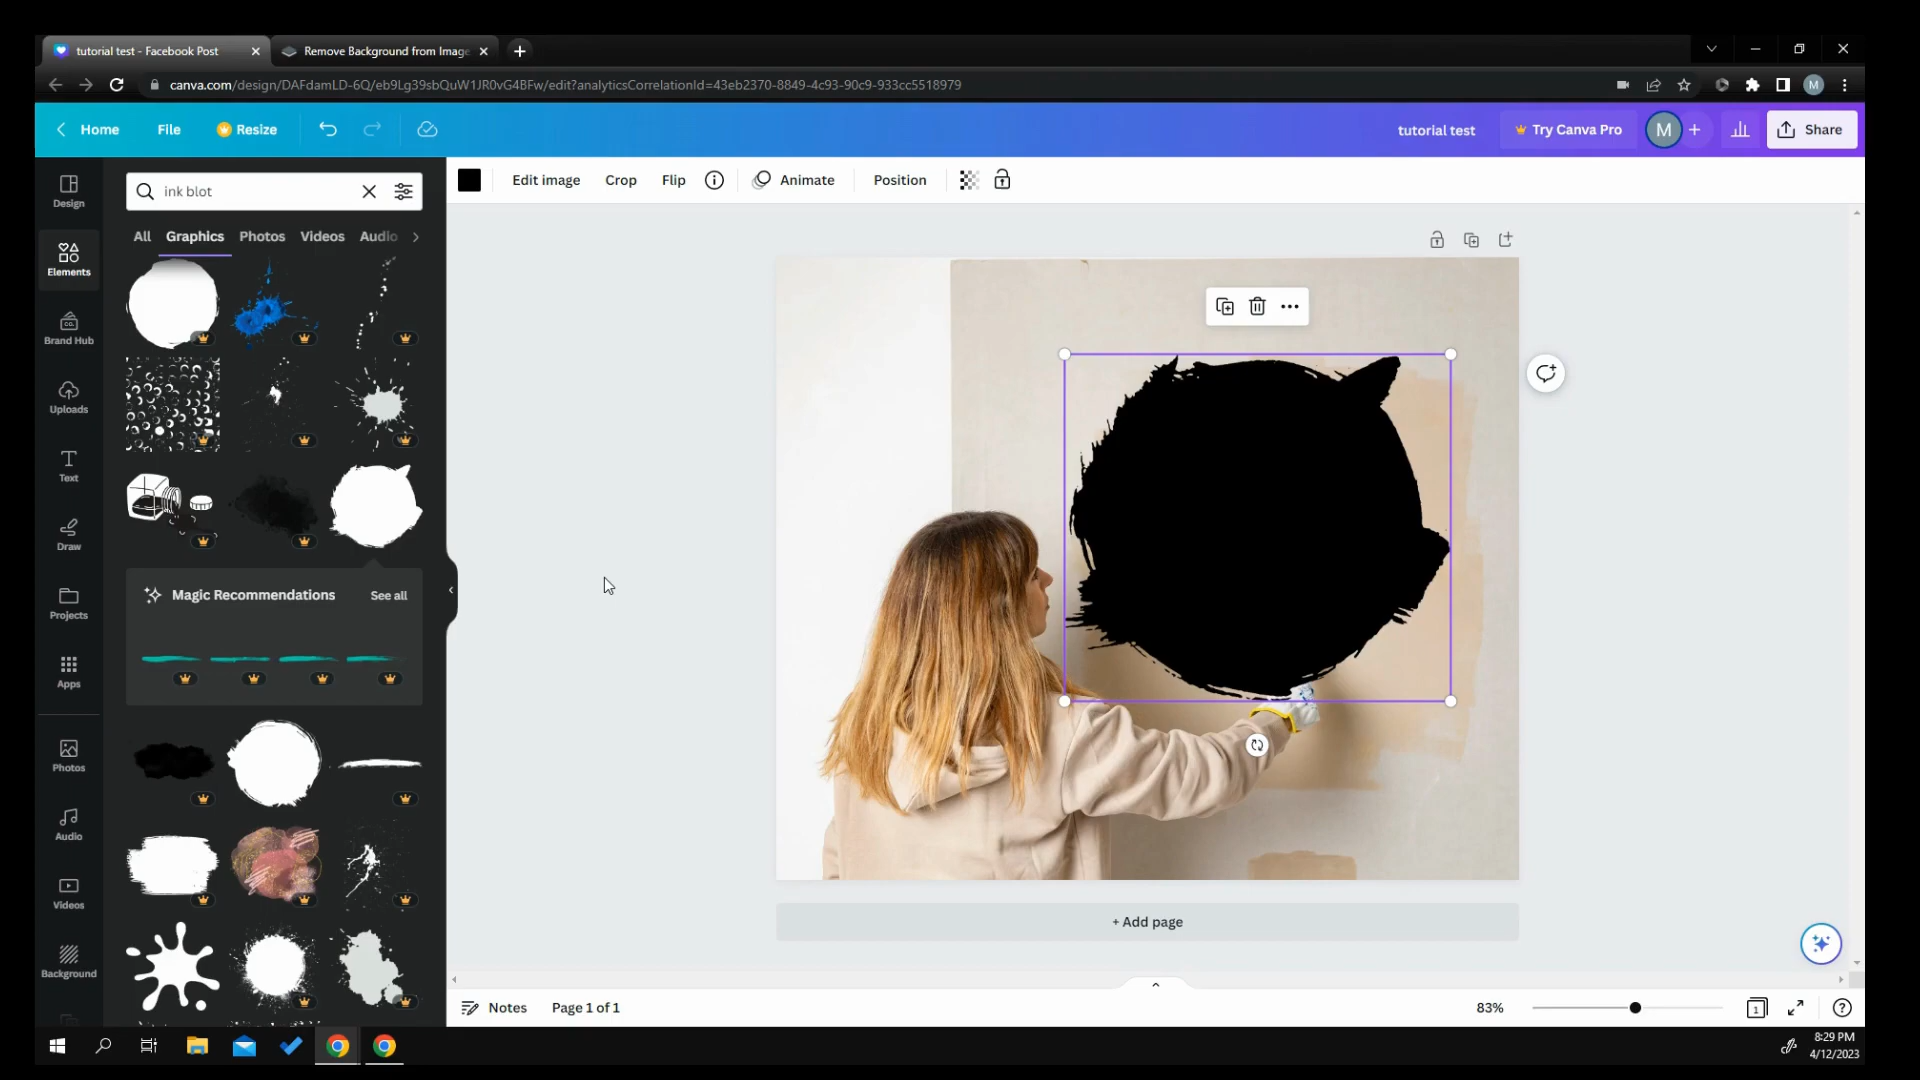 tutorial test - Facebook Post
Remove Background from Image
canva.com/design/DAFdamLD-6Q/eb9Lg39sbQuW1JR0vG4BFw/edit?analyticsCorrelationId=43eb2370-8849-4c93-90c9-933cc5518979
M
Home
File
Resize
tutorial test
Try Canva Pro
M
Share
ink blot
Edit image
Crop
Flip
Animate
Position
All
Graphics
Photos
Videos
Audio
Design
Elements
Brand Hub
Uploads
Text
Draw
Projects
Apps
Photos
Audio
Videos
Background
Magic Recommendations
See all
+ Add page
Notes
Page 1 of 1
83%
1
8:29 PM
4/12/2023